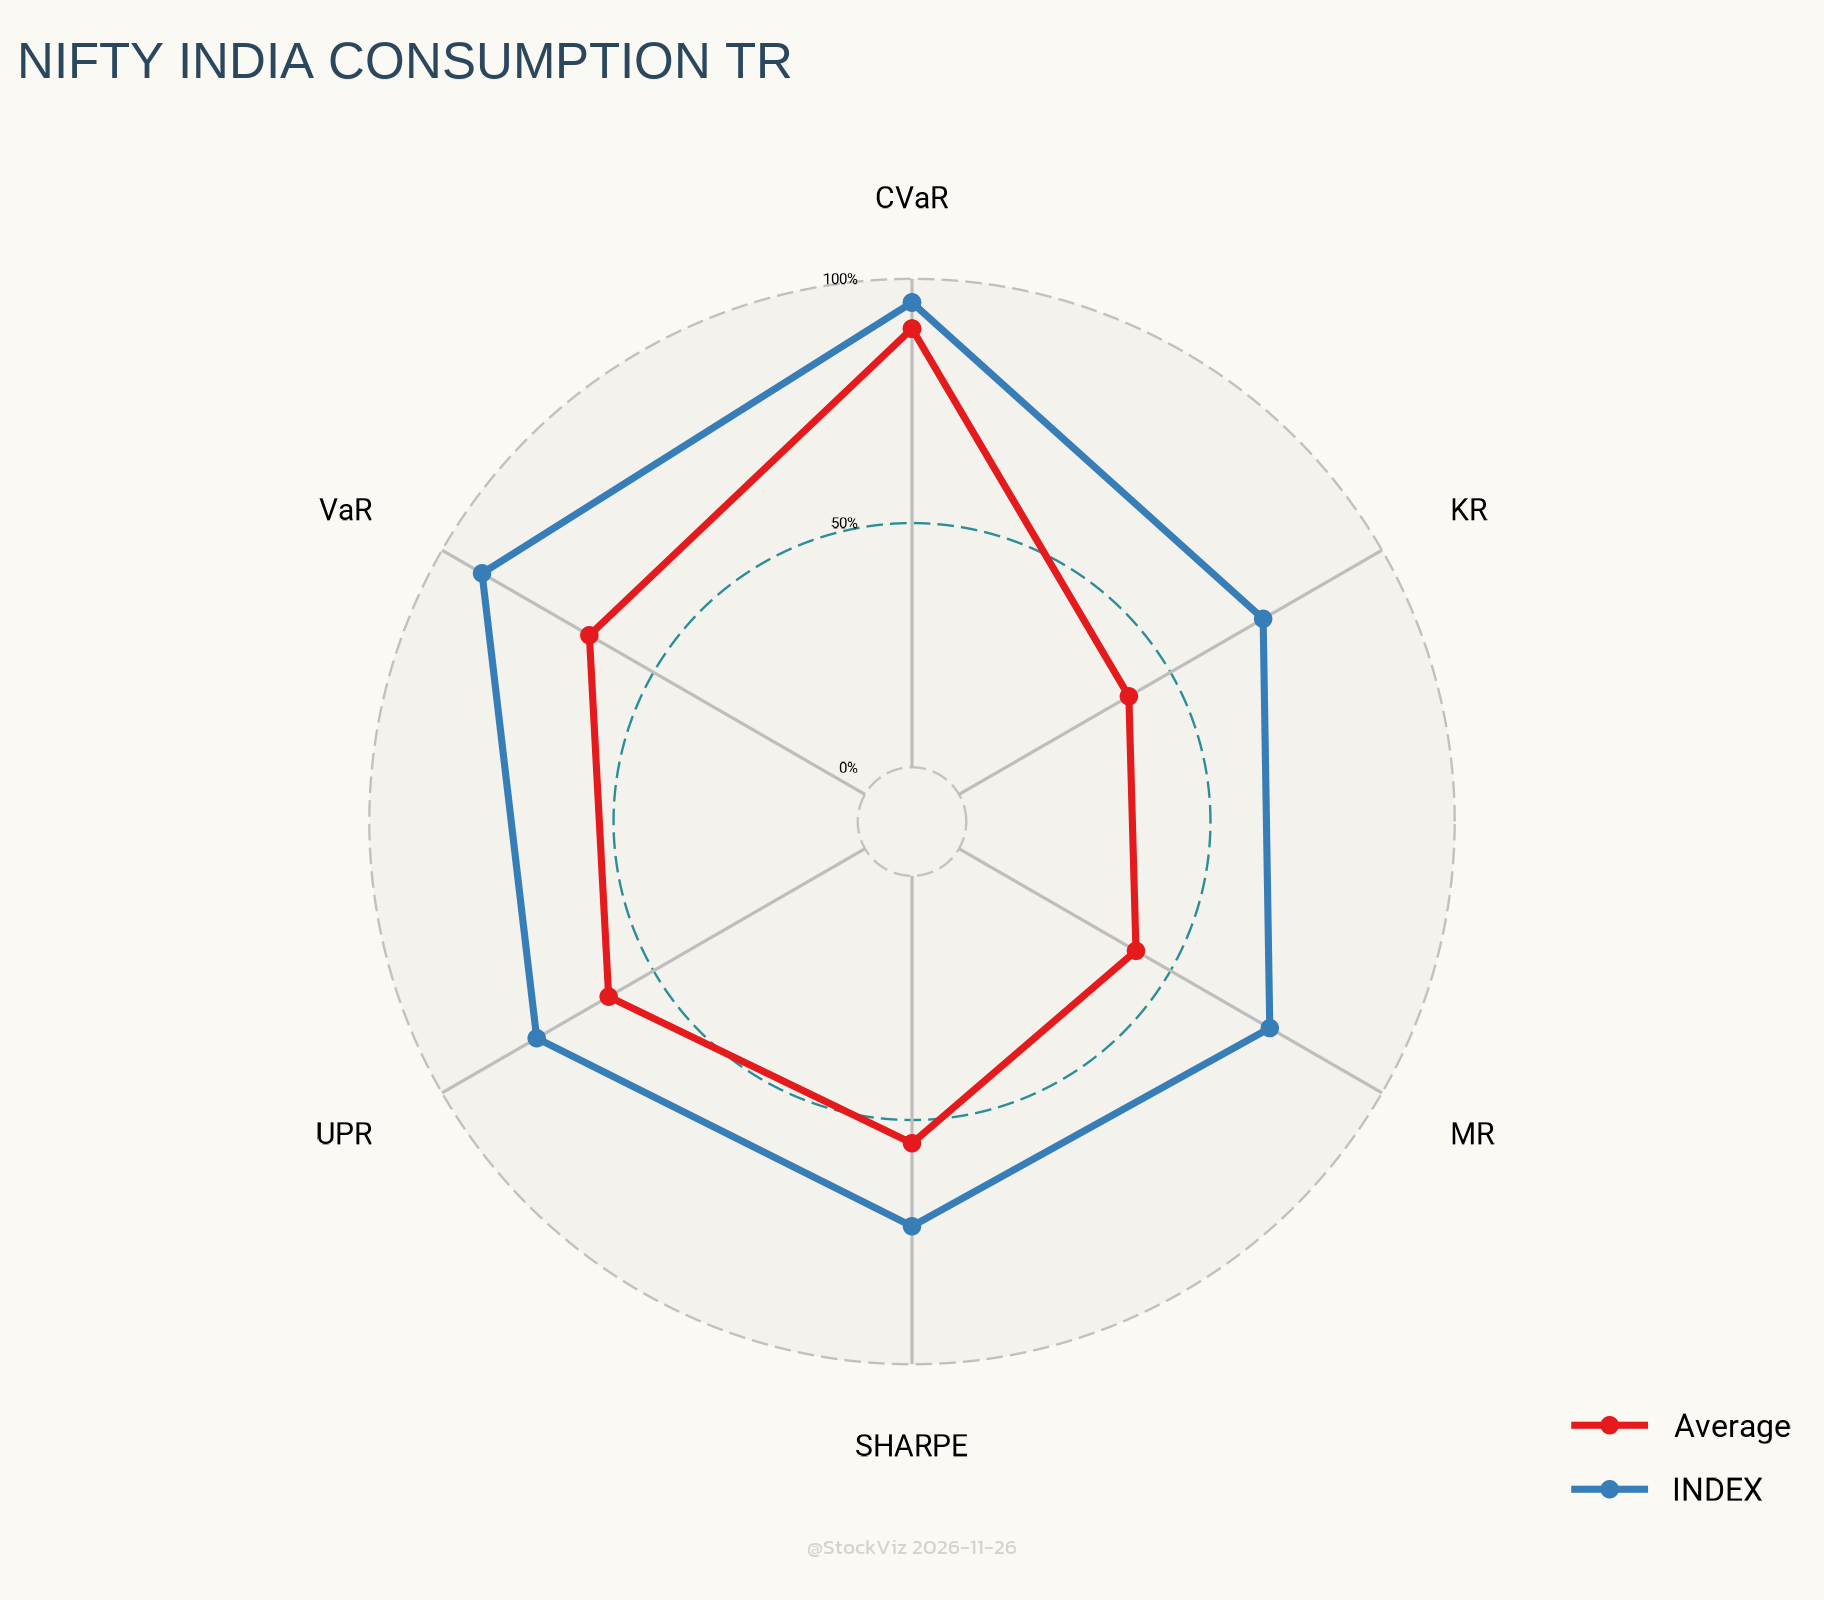 NIFTY INDIA CONSUMPTION TR
CVaR
100%
VaR
KR
50%
0%
UPR
MR
SHARPE
Average
INDEX
@StockViz 2026-11-26